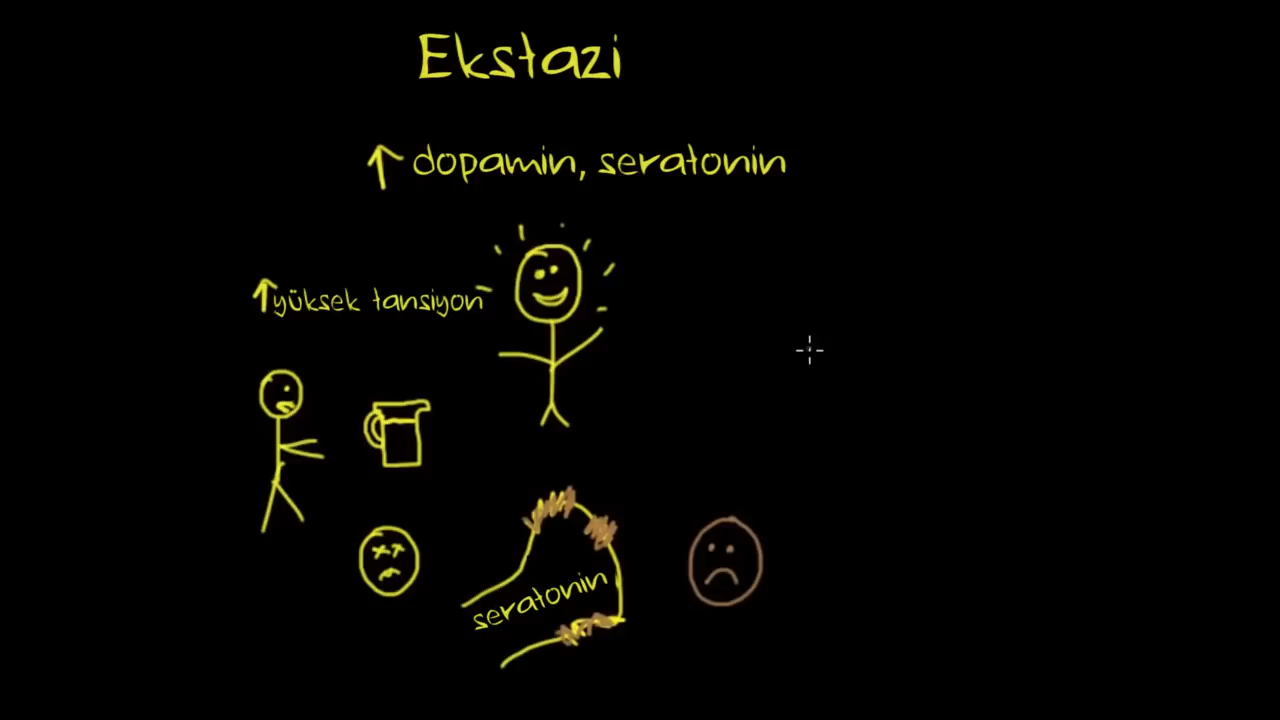 Ekstazi
↑ dopamin, seratonin
↑ yüksek tansiyon
seratonin